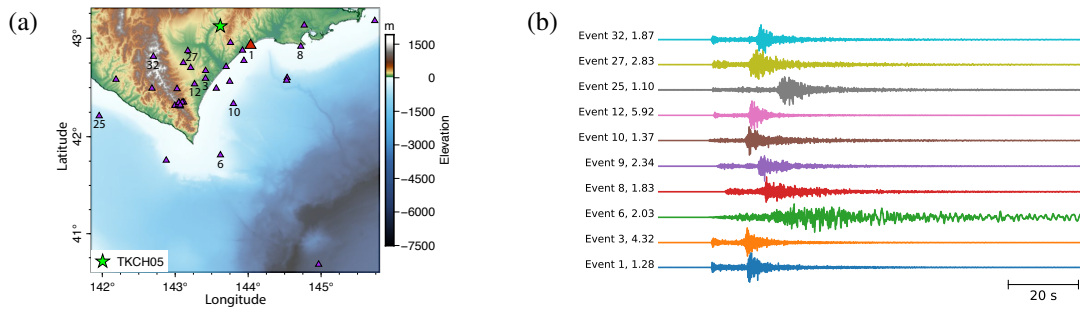 (a)
43°
42°
41°
Latitude
142°
143°
144°
145°
Longitude
TKCH05
32
27
3
12
1
8
10
25
6
m
1500
0
−1500
−3000
−4500
−6000
−7500
Elevation
(b)
Event 32, 1.87
Event 27, 2.83
Event 25, 1.10
Event 12, 5.92
Event 10, 1.37
Event 9, 2.34
Event 8, 1.83
Event 6, 2.03
Event 3, 4.32
Event 1, 1.28
20 s